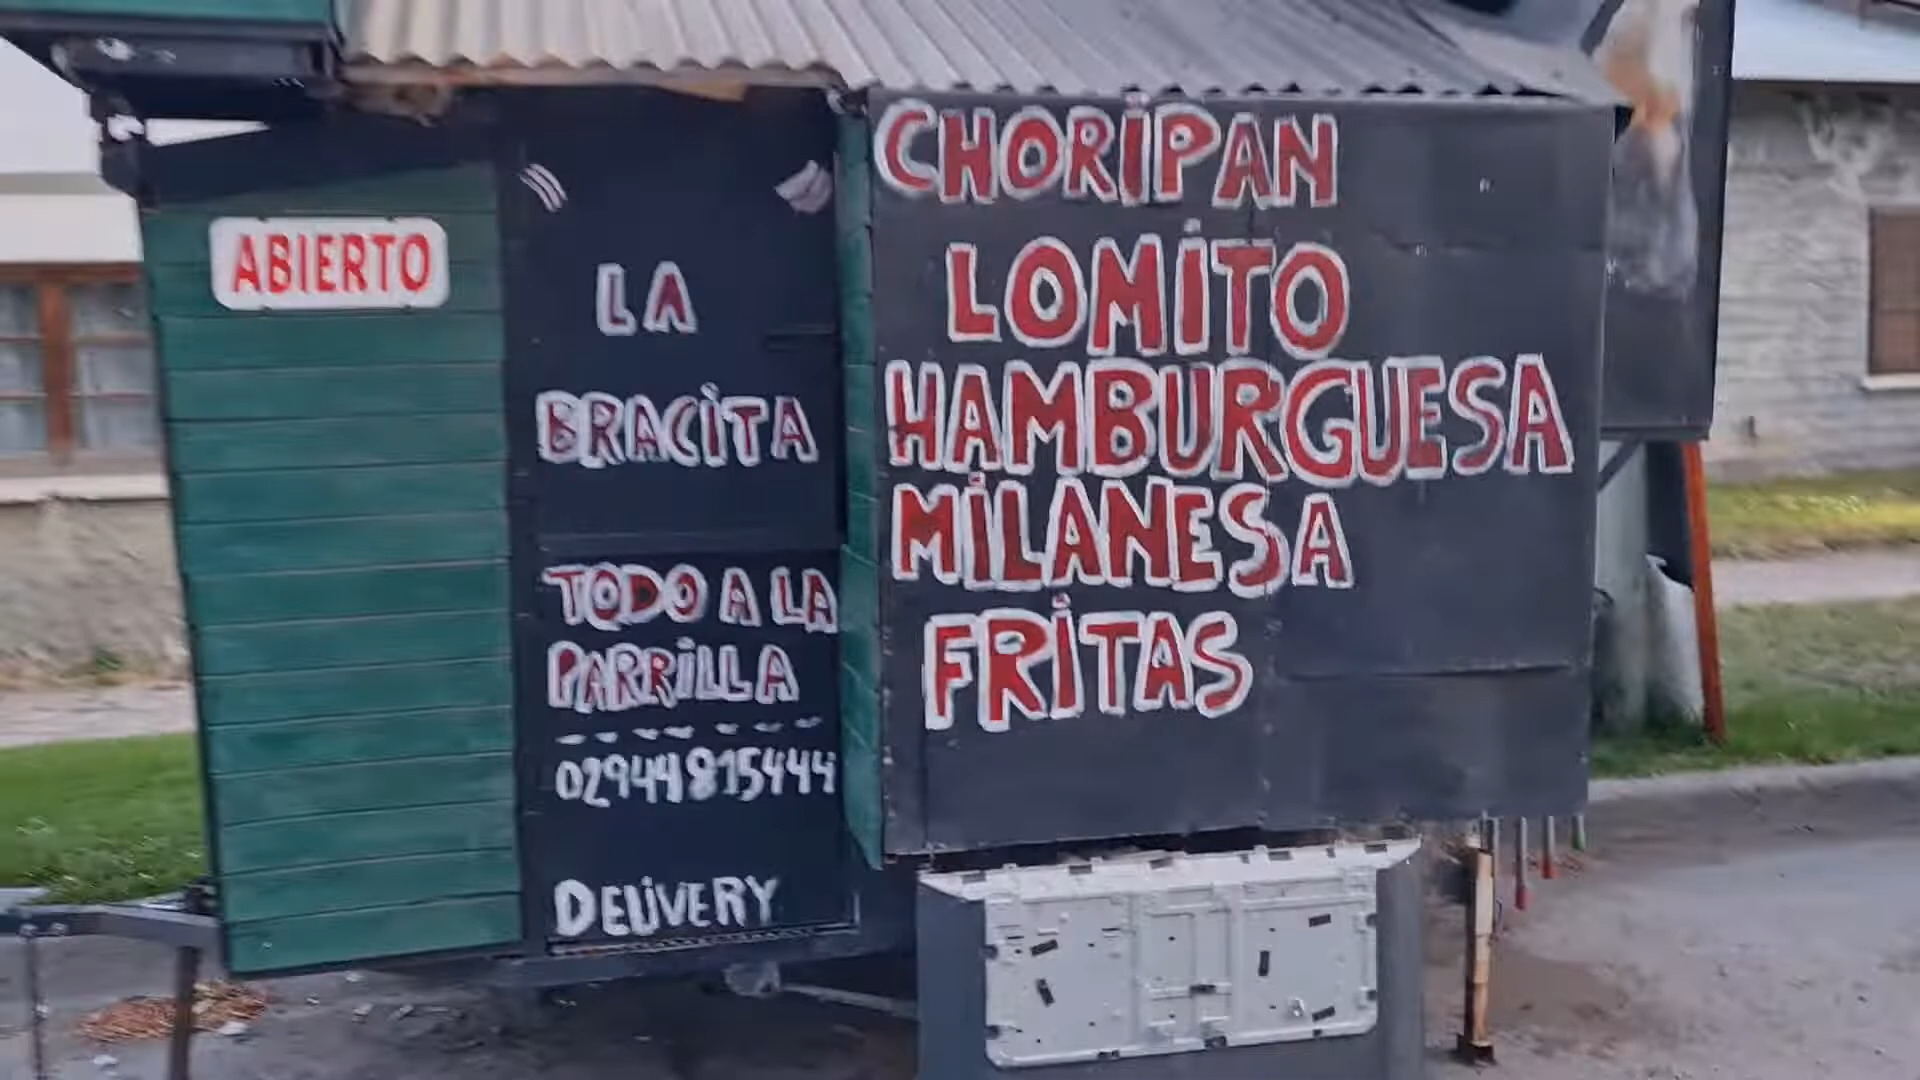 ABIERTO
LA
BRACITA
TODO A LA
PARRILLA
02944815444
DELIVERY
CHORIPAN
LOMITO
HAMBURGUESA
MILANESA
FRITAS